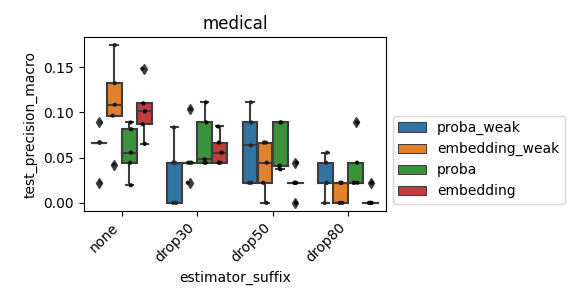 medical
test_precision_macro
0.15
0.10
0.05
0.00
none
drop30
drop50
drop80
estimator_suffix
proba_weak
embedding_weak
proba
embedding